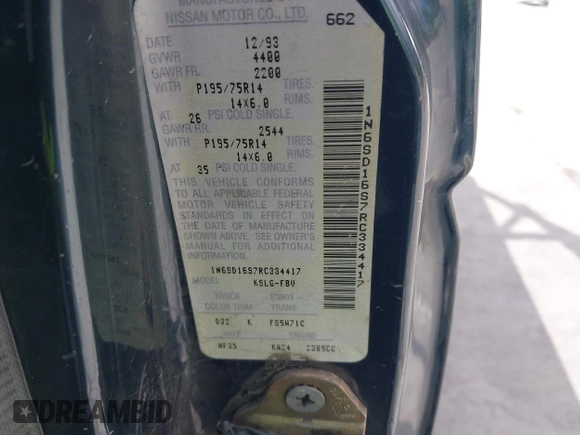 NISSAN MOTOR CO., LTD. 662
DATE 12/93
GVWR 4400
GAWR FR. 2200
WITH P195/75R14 TIRES.
14X6.0 RIMS.
AT 26 PSI COLD SINGLE.
GAWR RR. 2544
WITH P195/75R14 TIRES.
14X6.0 RIMS.
AT 35 PSI COLD SINGLE.
THIS VEHICLE CONFORMS
TO ALL APPLICABLE FEDERAL
MOTOR VEHICLE SAFETY
STANDARDS IN EFFECT ON
THE DATE OF MANUFACTURE
SHOWN ABOVE. SEE OWNER'S
MANUAL FOR ADDITIONAL
INFORMATION.
1N6SD16S7RC334417
MODEL KSLG-FBV
TRUCK
COLOR TRIM TRANS
K FS5W71C
AXLE ENGINE
KA24 2389CC
1N6SD16S7RC334417
DREAMBID